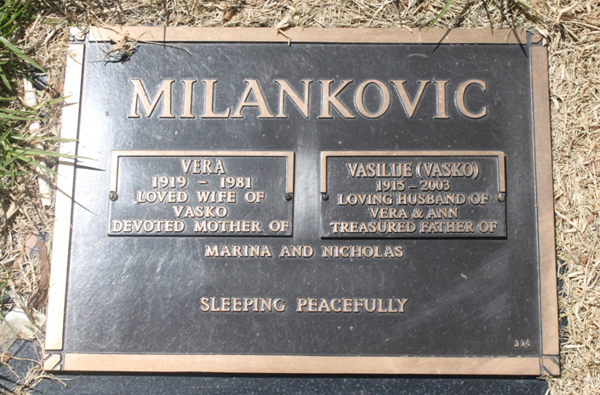 MILANKOVIC
VERA
1919 – 1981
LOVED WIFE OF
VASKO
DEVOTED MOTHER OF
VASILIJE (VASKO)
1915 – 2003
LOVING HUSBAND OF
VERA & ANN
TREASURED FATHER OF
MARINA AND NICHOLAS
SLEEPING PEACEFULLY